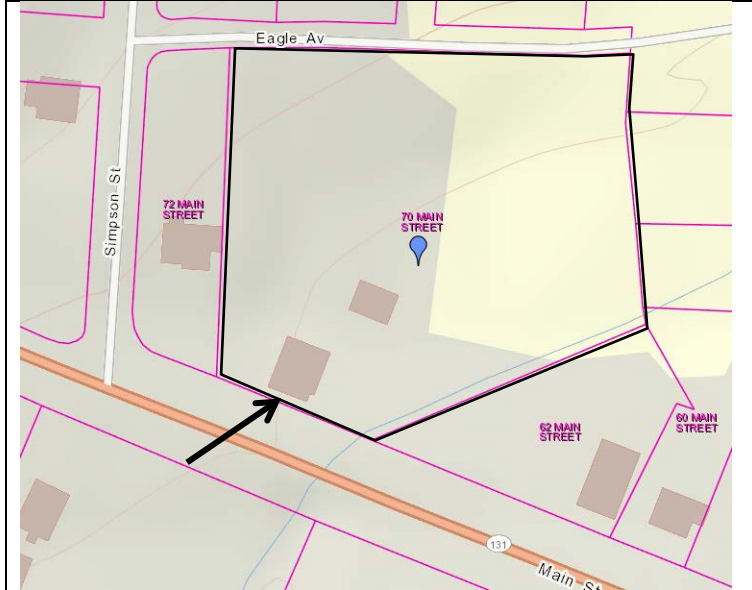 Eagle Av
Simpson St
72 MAIN
STREET
70 MAIN
STREET
62 MAIN
STREET
60 MAIN
STREET
131
Main St